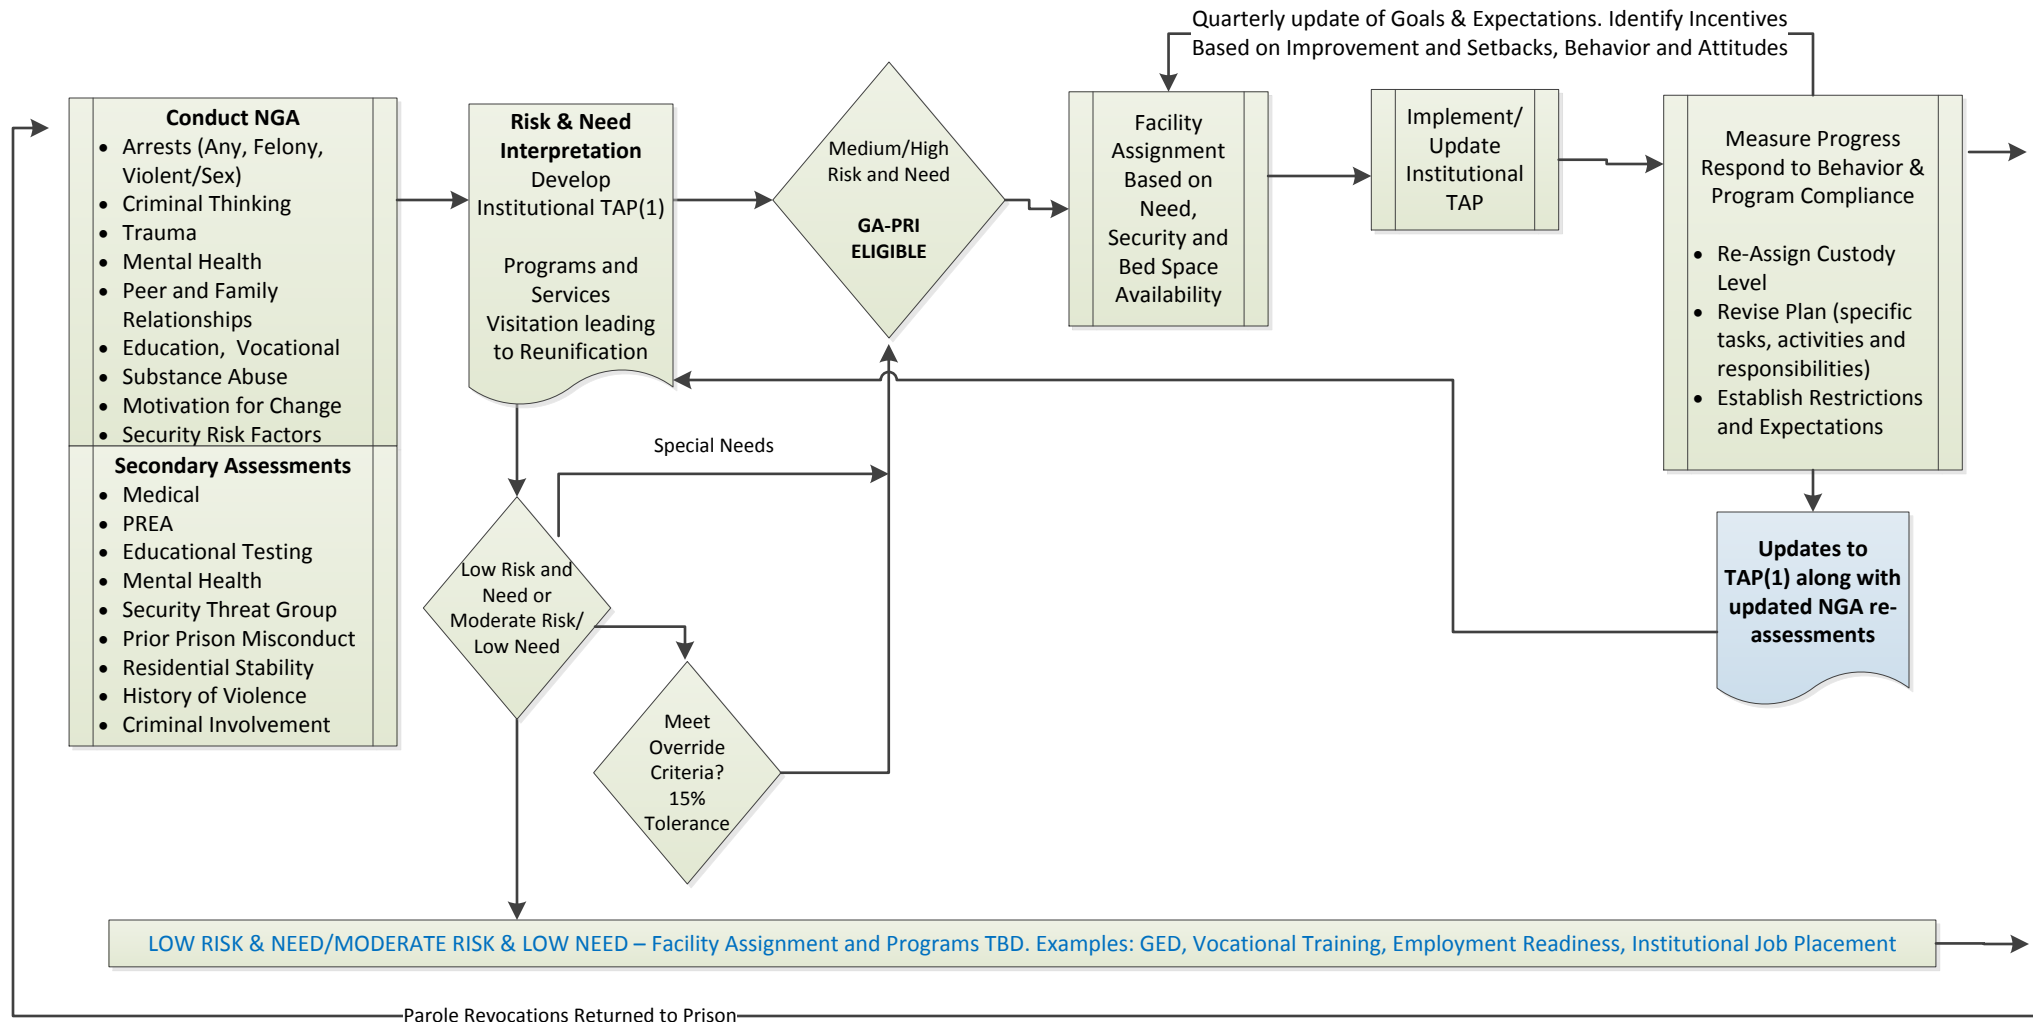 Quarterly update of Goals & Expectations. Identify Incentives
Based on Improvement and Setbacks, Behavior and Attitudes
Conduct NGA
• Arrests (Any, Felony,
Violent/Sex)
• Criminal Thinking
• Trauma
• Mental Health
• Peer and Family
Relationships
• Education, Vocational
• Substance Abuse
• Motivation for Change
• Security Risk Factors
Secondary Assessments
• Medical
• PREA
• Educational Testing
• Mental Health
• Security Threat Group
• Prior Prison Misconduct
• Residential Stability
• History of Violence
• Criminal Involvement
Risk & Need
Interpretation
Develop
Institutional TAP(1)
Programs and
Services
Visitation leading
to Reunification
Medium/High
Risk and Need
GA-PRI
ELIGIBLE
Facility
Assignment
Based on
Need,
Security and
Bed Space
Availability
Implement/
Update
Institutional
TAP
Measure Progress
Respond to Behavior &
Program Compliance
• Re-Assign Custody
Level
• Revise Plan (specific
tasks, activities and
responsibilities)
• Establish Restrictions
and Expectations
Special Needs
Low Risk and
Need or
Moderate Risk/
Low Need
Meet
Override
Criteria?
15%
Tolerance
Updates to
TAP(1) along with
updated NGA re-
assessments
LOW RISK & NEED/MODERATE RISK & LOW NEED – Facility Assignment and Programs TBD. Examples: GED, Vocational Training, Employment Readiness, Institutional Job Placement
Parole Revocations Returned to Prison